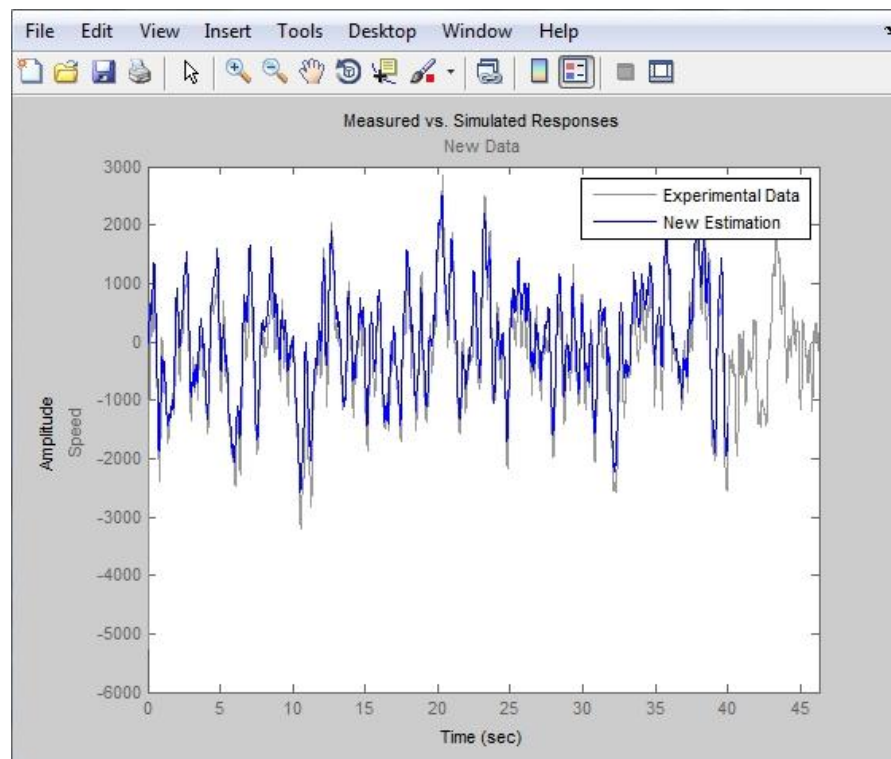 File Edit View Insert Tools Desktop Window Help
Measured vs. Simulated Responses
New Data
Experimental Data
New Estimation
3000
2000
1000
0
-1000
-2000
-3000
-4000
-5000
-6000
Amplitude
Speed
0 5 10 15 20 25 30 35 40 45
Time (sec)